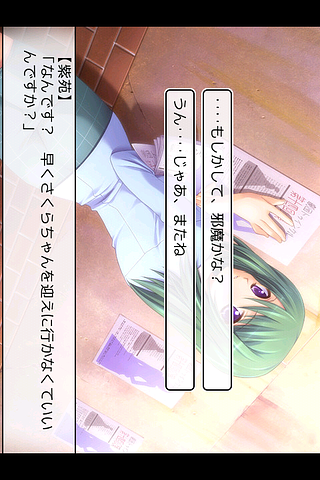 ‥‥もしかして、邪魔かな？
うん‥‥じゃあ、またね
【紫苑】
「なんです？　早くさくらちゃんを迎えに行かなくていい
んですか？」